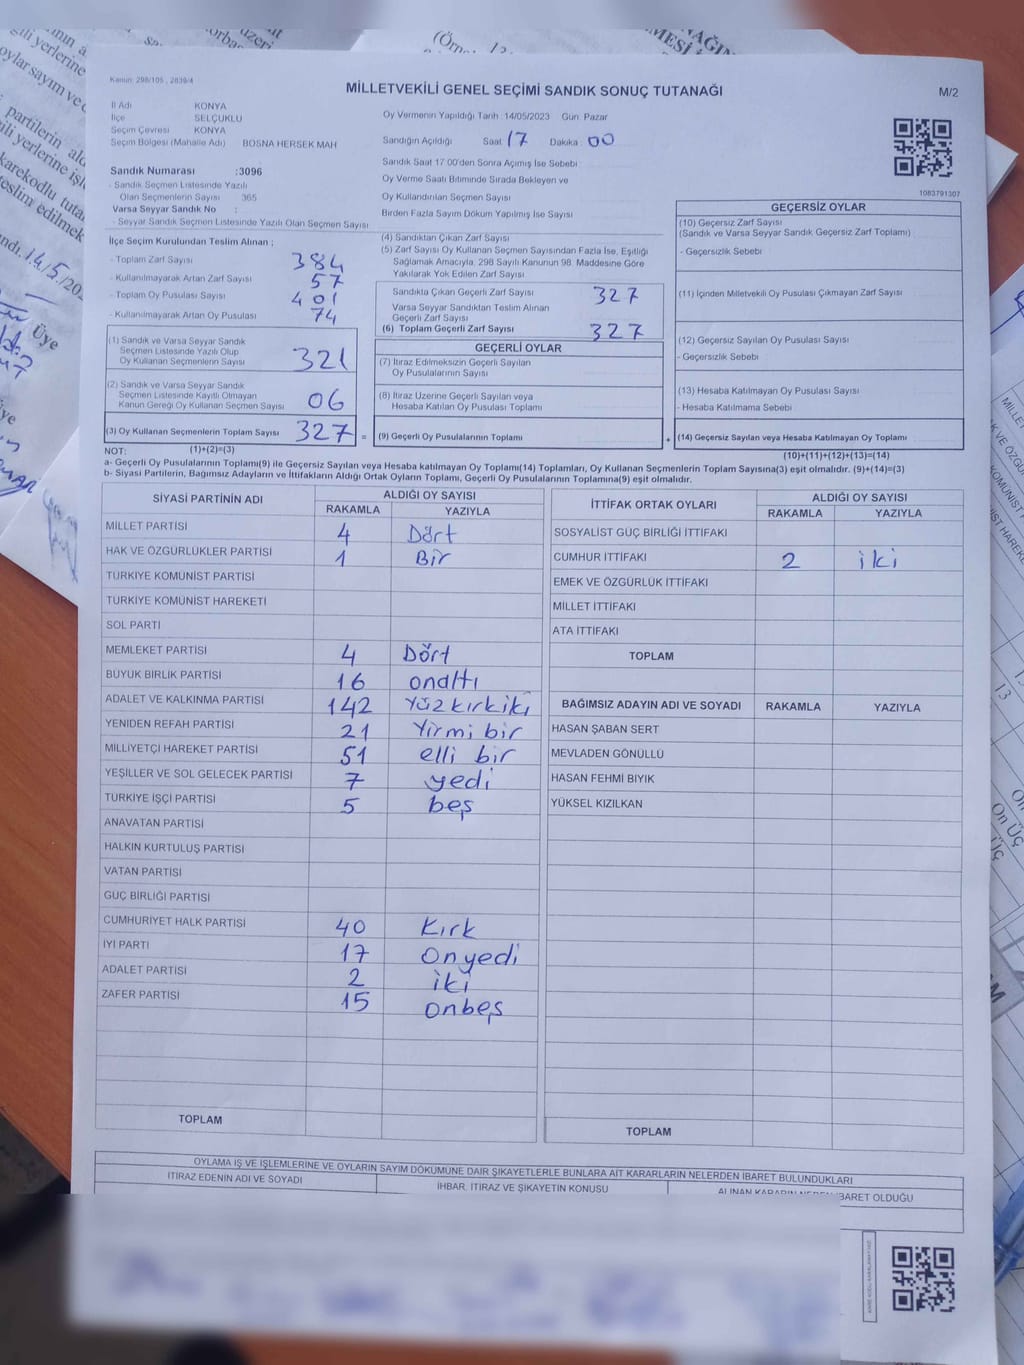 Kanun: 298/105 , 2839/4
MİLLETVEKİLİ GENEL SEÇİMİ SANDIK SONUÇ TUTANAĞI
M/2
İl Adı KONYA
İlçe SELÇUKLU
Seçim Çevresi KONYA
Seçim Bölgesi (Mahalle Adı) BOSNA HERSEK MAH
Oy Vermenin Yapıldığı Tarih : 14/05/2023 Gün: Pazar
Sandığın Açıldığı Saat 17 Dakika 00
Sandık Saat 17:00'den Sonra Açımış İse Sebebi
Oy Verme Saati Bitiminde Sırada Bekleyen ve
Oy Kullandırılan Seçmen Sayısı
Birden Fazla Sayım Döküm Yapılmış İse Sayısı
1083791307
Sandık Numarası :3096
- Sandık Seçmen Listesinde Yazılı
Olan Seçmenlerin Sayısı 365
Varsa Seyyar Sandık No :
- Seyyar Sandık Seçmen Listesinde Yazılı Olan Seçmen Sayısı
İlçe Seçim Kurulundan Teslim Alınan ;
- Toplam Zarf Sayısı 384
- Kullanılmayarak Artan Zarf Sayısı 57
- Toplam Oy Pusulası Sayısı 401
- Kullanılmayarak Artan Oy Pusulası 74
(1) Sandık ve Varsa Seyyar Sandık
Seçmen Listesinde Yazılı Olup
Oy Kullanan Seçmenlerin Sayısı 321
(2) Sandık ve Varsa Seyyar Sandık
Seçmen Listesinde Kayıtlı Olmayan
Kanun Gereği Oy Kullanan Seçmen Sayısı 06
(3) Oy Kullanan Seçmenlerin Toplam Sayısı 327 =
(4) Sandıktan Çıkan Zarf Sayısı
(5) Zarf Sayısı Oy Kullanan Seçmen Sayısından Fazla İse, Eşitliği
Sağlamak Amacıyla, 298 Sayılı Kanunun 98. Maddesine Göre
Yakılarak Yok Edilen Zarf Sayısı
Sandıkta Çıkan Geçerli Zarf Sayısı 327
Varsa Seyyar Sandıktan Teslim Alınan
Geçerli Zarf Sayısı
(6) Toplam Geçerli Zarf Sayısı 327
GEÇERLİ OYLAR
(7) İtiraz Edilmeksizin Geçerli Sayılan
Oy Pusulalarının Sayısı
(8) İtiraz Üzerine Geçerli Sayılan veya
Hesaba Katılan Oy Pusulası Toplamı
(9) Geçerli Oy Pusulalarının Toplamı +
GEÇERSİZ OYLAR
(10) Geçersiz Zarf Sayısı
(Sandık ve Varsa Seyyar Sandık Geçersiz Zarf Toplamı)
- Geçersizlik Sebebi
(11) İçinden Milletvekili Oy Pusulası Çıkmayan Zarf Sayısı
(12) Geçersiz Sayılan Oy Pusulası Sayısı
- Geçersizlik Sebebi
(13) Hesaba Katılmayan Oy Pusulası Sayısı
- Hesaba Katılmama Sebebi
(14) Geçersiz Sayılan veya Hesaba Katılmayan Oy Toplamı
NOT: (1)+(2)=(3) (10)+(11)+(12)+(13)=(14)
a- Geçerli Oy Pusulalarının Toplamı(9) ile Geçersiz Sayılan veya Hesaba katılmayan Oy Toplamı(14) Toplamları, Oy Kullanan Seçmenlerin Toplam Sayısına(3) eşit olmalıdır. (9)+(14)=(3)
b- Siyasi Partilerin, Bağımsız Adayların ve İttifakların Aldığı Ortak Oyların Toplamı, Geçerli Oy Pusulalarının Toplamına(9) eşit olmalıdır.
SİYASİ PARTİNİN ADI ALDIĞI OY SAYISI
RAKAMLA YAZIYLA
MİLLET PARTİSİ 4 Dört
HAK VE ÖZGÜRLÜKLER PARTİSİ 1 Bir
TÜRKİYE KOMÜNİST PARTİSİ
TÜRKİYE KOMÜNİST HAREKETİ
SOL PARTİ
MEMLEKET PARTİSİ 4 Dört
BÜYÜK BİRLİK PARTİSİ 16 onaltı
ADALET VE KALKINMA PARTİSİ 142 Yüzkırkiki
YENİDEN REFAH PARTİSİ 21 Yirmi bir
MİLLİYETÇİ HAREKET PARTİSİ 51 elli bir
YEŞİLLER VE SOL GELECEK PARTİSİ 7 yedi
TÜRKİYE İŞÇİ PARTİSİ 5 beş
ANAVATAN PARTİSİ
HALKIN KURTULUŞ PARTİSİ
VATAN PARTİSİ
GÜÇ BİRLİĞİ PARTİSİ
CUMHURİYET HALK PARTİSİ 40 Kırk
İYİ PARTİ 17 Onyedi
ADALET PARTİSİ 2 iki
ZAFER PARTİSİ 15 onbeş
TOPLAM
İTTİFAK ORTAK OYLARI ALDIĞI OY SAYISI
RAKAMLA YAZIYLA
SOSYALİST GÜÇ BİRLİĞİ İTTİFAKI
CUMHUR İTTİFAKI 2 iki
EMEK VE ÖZGÜRLÜK İTTİFAKI
MİLLET İTTİFAKI
ATA İTTİFAKI
TOPLAM
BAĞIMSIZ ADAYIN ADI VE SOYADI RAKAMLA YAZIYLA
HASAN ŞABAN SERT
MEVLADEN GÖNÜLLÜ
HASAN FEHMİ BIYIK
YÜKSEL KIZILKAN
TOPLAM
OYLAMA İŞ VE İŞLEMLERİNE VE OYLARIN SAYIM DÖKÜMÜNE DAİR ŞİKAYETLERLE BUNLARA AİT KARARLARIN NELERDEN İBARET BULUNDUKLARI
İTİRAZ EDENİN ADI VE SOYADI İHBAR, İTİRAZ VE ŞİKAYETİN KONUSU ALINAN KARARIN NEDEN İBARET OLDUĞU